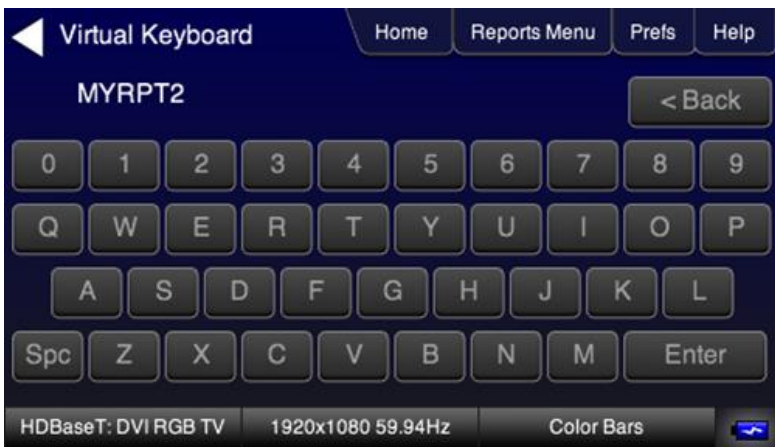 Virtual Keyboard Home Reports Menu Prefs Help
MYRPT2
< Back
0 1 2 3 4 5 6 7 8 9
Q W E R T Y U I O P
A S D F G H J K L
Spc Z X C V B N M Enter
HDBaseT: DVI RGB TV 1920x1080 59.94Hz Color Bars